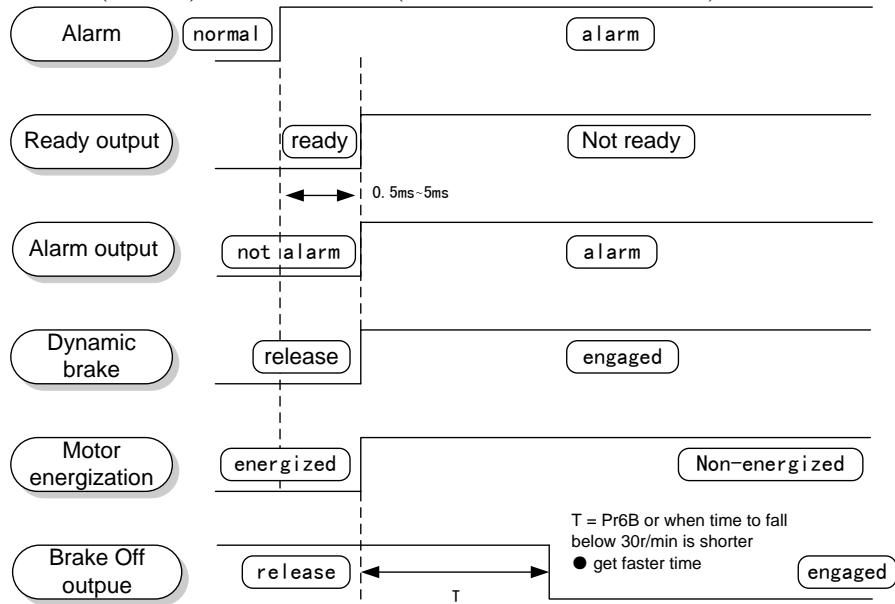 Alarm normal alarm
Ready output ready Not ready
0.5ms~5ms
Alarm output not alarm alarm
Dynamic
brake
release engaged
Motor
energization
energized Non-energized
T = Pr6B or when time to fall
below 30r/min is shorter
● get faster time
Brake Off
outpue
release engaged
T